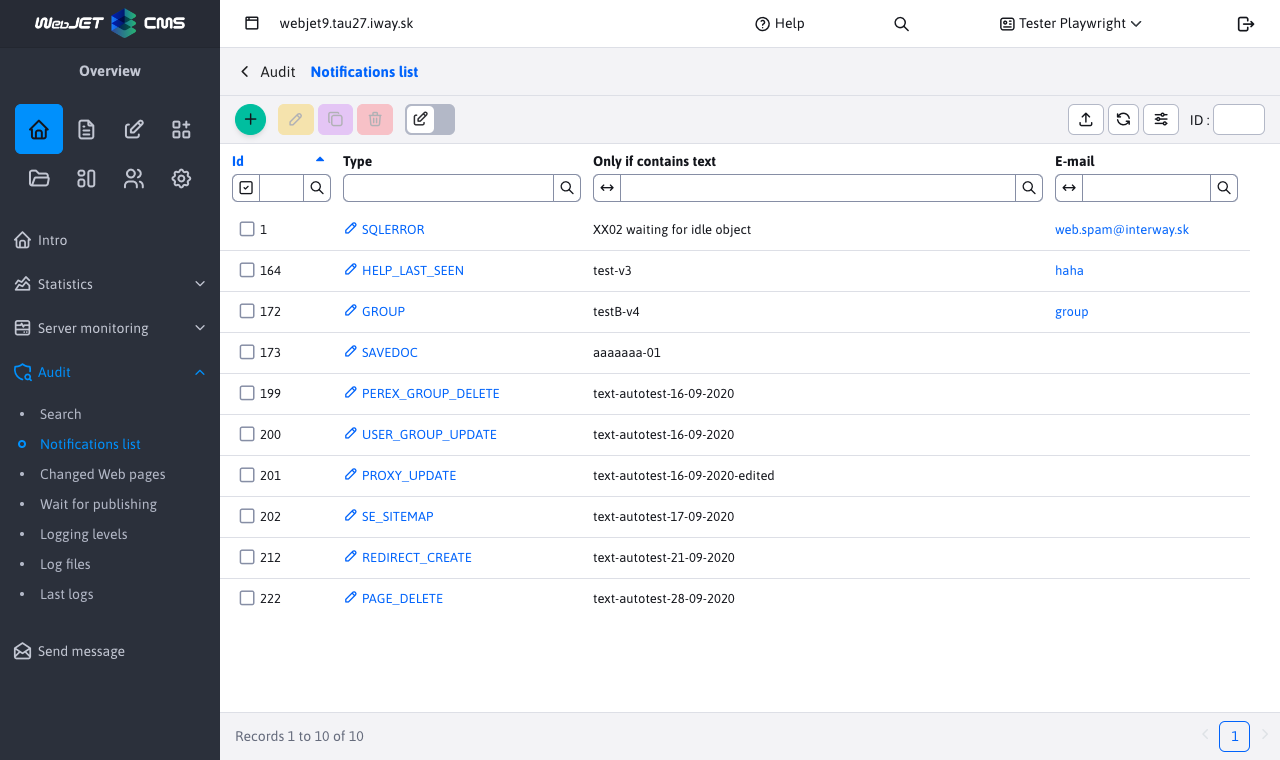 WebJET CMS
webjet9.tau27.iway.sk
Help
Tester Playwright
Overview
Audit
Notifications list
ID :
Id
Type
Only if contains text
E-mail
1 SQLERROR XX02 waiting for idle object web.spam@interway.sk
164 HELP_LAST_SEEN test-v3 haha
172 GROUP testB-v4 group
173 SAVEDOC aaaaaaa-01
199 PEREX_GROUP_DELETE text-autotest-16-09-2020
200 USER_GROUP_UPDATE text-autotest-16-09-2020
201 PROXY_UPDATE text-autotest-16-09-2020-edited
202 SE_SITEMAP text-autotest-17-09-2020
212 REDIRECT_CREATE text-autotest-21-09-2020
222 PAGE_DELETE text-autotest-28-09-2020
Intro
Statistics
Server monitoring
Audit
Search
Notifications list
Changed Web pages
Wait for publishing
Logging levels
Log files
Last logs
Send message
Records 1 to 10 of 10
1